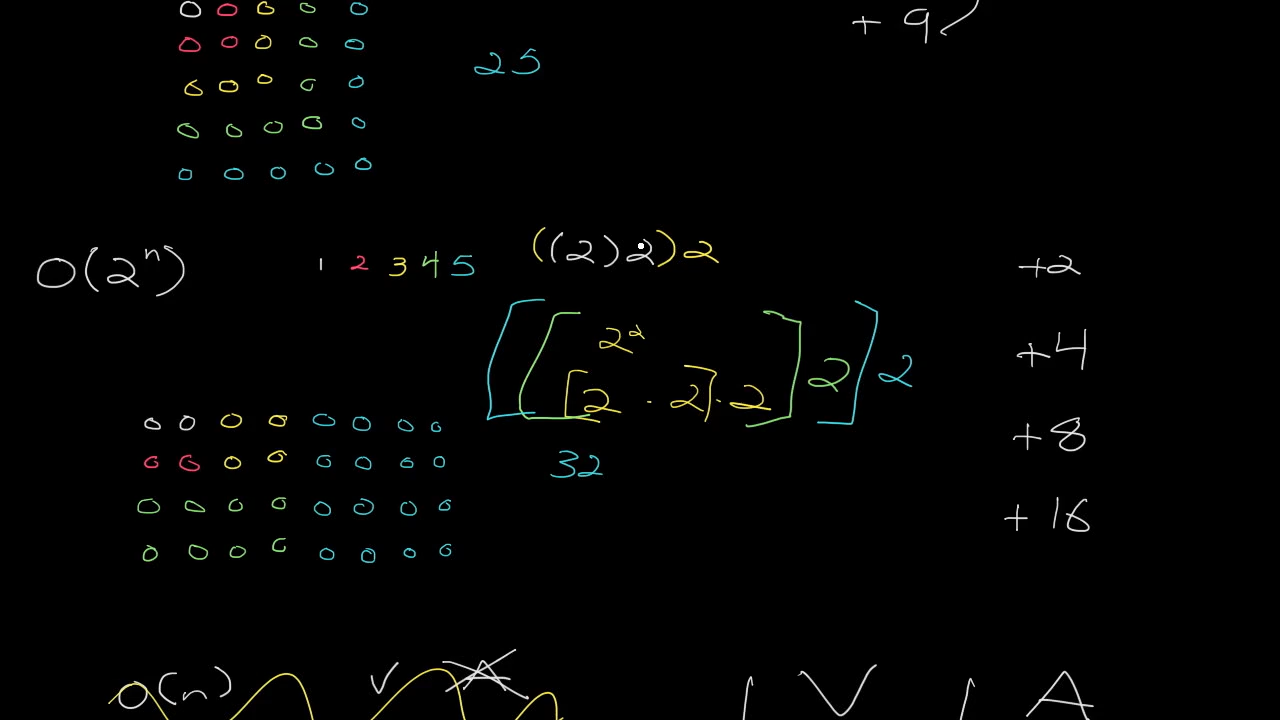 + 9
25
O(2ⁿ)
1 2 3 4 5
((2)2)2
+2
2²
[[[2 · 2] · 2]2]2
+4
32
+8
+ 16
O(n)
V A
V A